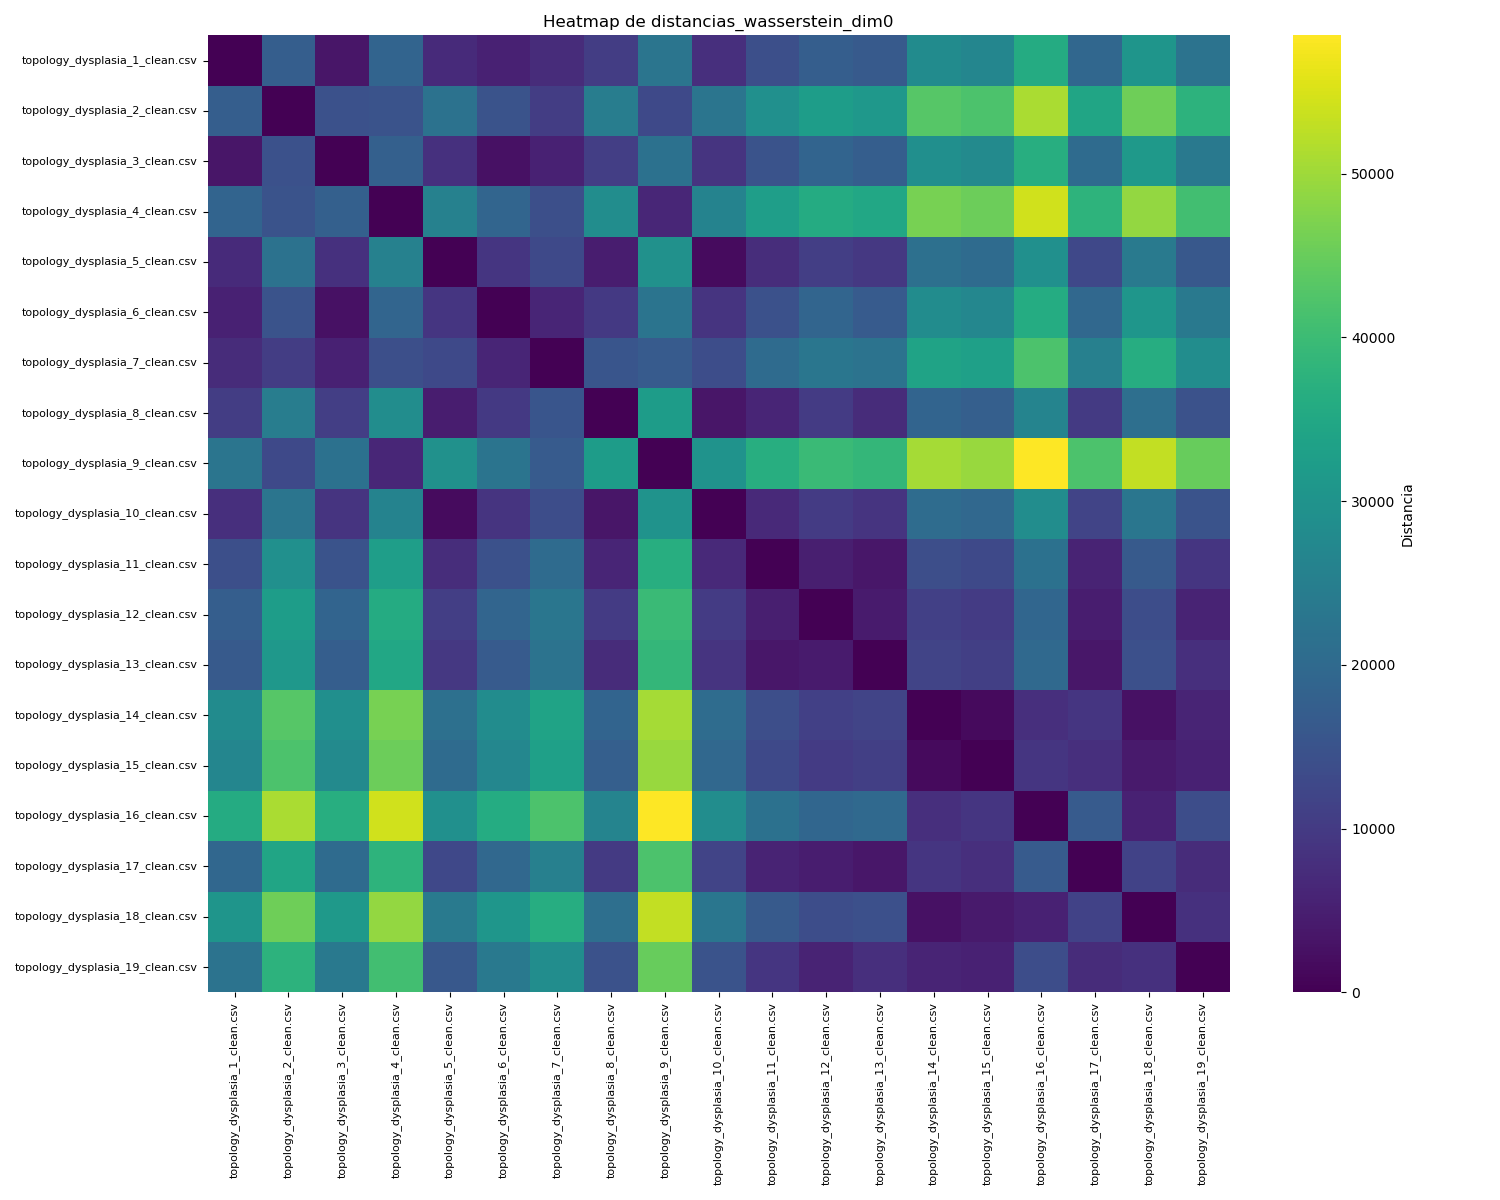 Heatmap de distancias_wasserstein_dim0
topology_dysplasia_1_clean.csv
topology_dysplasia_2_clean.csv
topology_dysplasia_3_clean.csv
topology_dysplasia_4_clean.csv
topology_dysplasia_5_clean.csv
topology_dysplasia_6_clean.csv
topology_dysplasia_7_clean.csv
topology_dysplasia_8_clean.csv
topology_dysplasia_9_clean.csv
topology_dysplasia_10_clean.csv
topology_dysplasia_11_clean.csv
topology_dysplasia_12_clean.csv
topology_dysplasia_13_clean.csv
topology_dysplasia_14_clean.csv
topology_dysplasia_15_clean.csv
topology_dysplasia_16_clean.csv
topology_dysplasia_17_clean.csv
topology_dysplasia_18_clean.csv
topology_dysplasia_19_clean.csv
topology_dysplasia_1_clean.csv
topology_dysplasia_2_clean.csv
topology_dysplasia_3_clean.csv
topology_dysplasia_4_clean.csv
topology_dysplasia_5_clean.csv
topology_dysplasia_6_clean.csv
topology_dysplasia_7_clean.csv
topology_dysplasia_8_clean.csv
topology_dysplasia_9_clean.csv
topology_dysplasia_10_clean.csv
topology_dysplasia_11_clean.csv
topology_dysplasia_12_clean.csv
topology_dysplasia_13_clean.csv
topology_dysplasia_14_clean.csv
topology_dysplasia_15_clean.csv
topology_dysplasia_16_clean.csv
topology_dysplasia_17_clean.csv
topology_dysplasia_18_clean.csv
topology_dysplasia_19_clean.csv
50000
40000
30000
20000
10000
0
Distancia